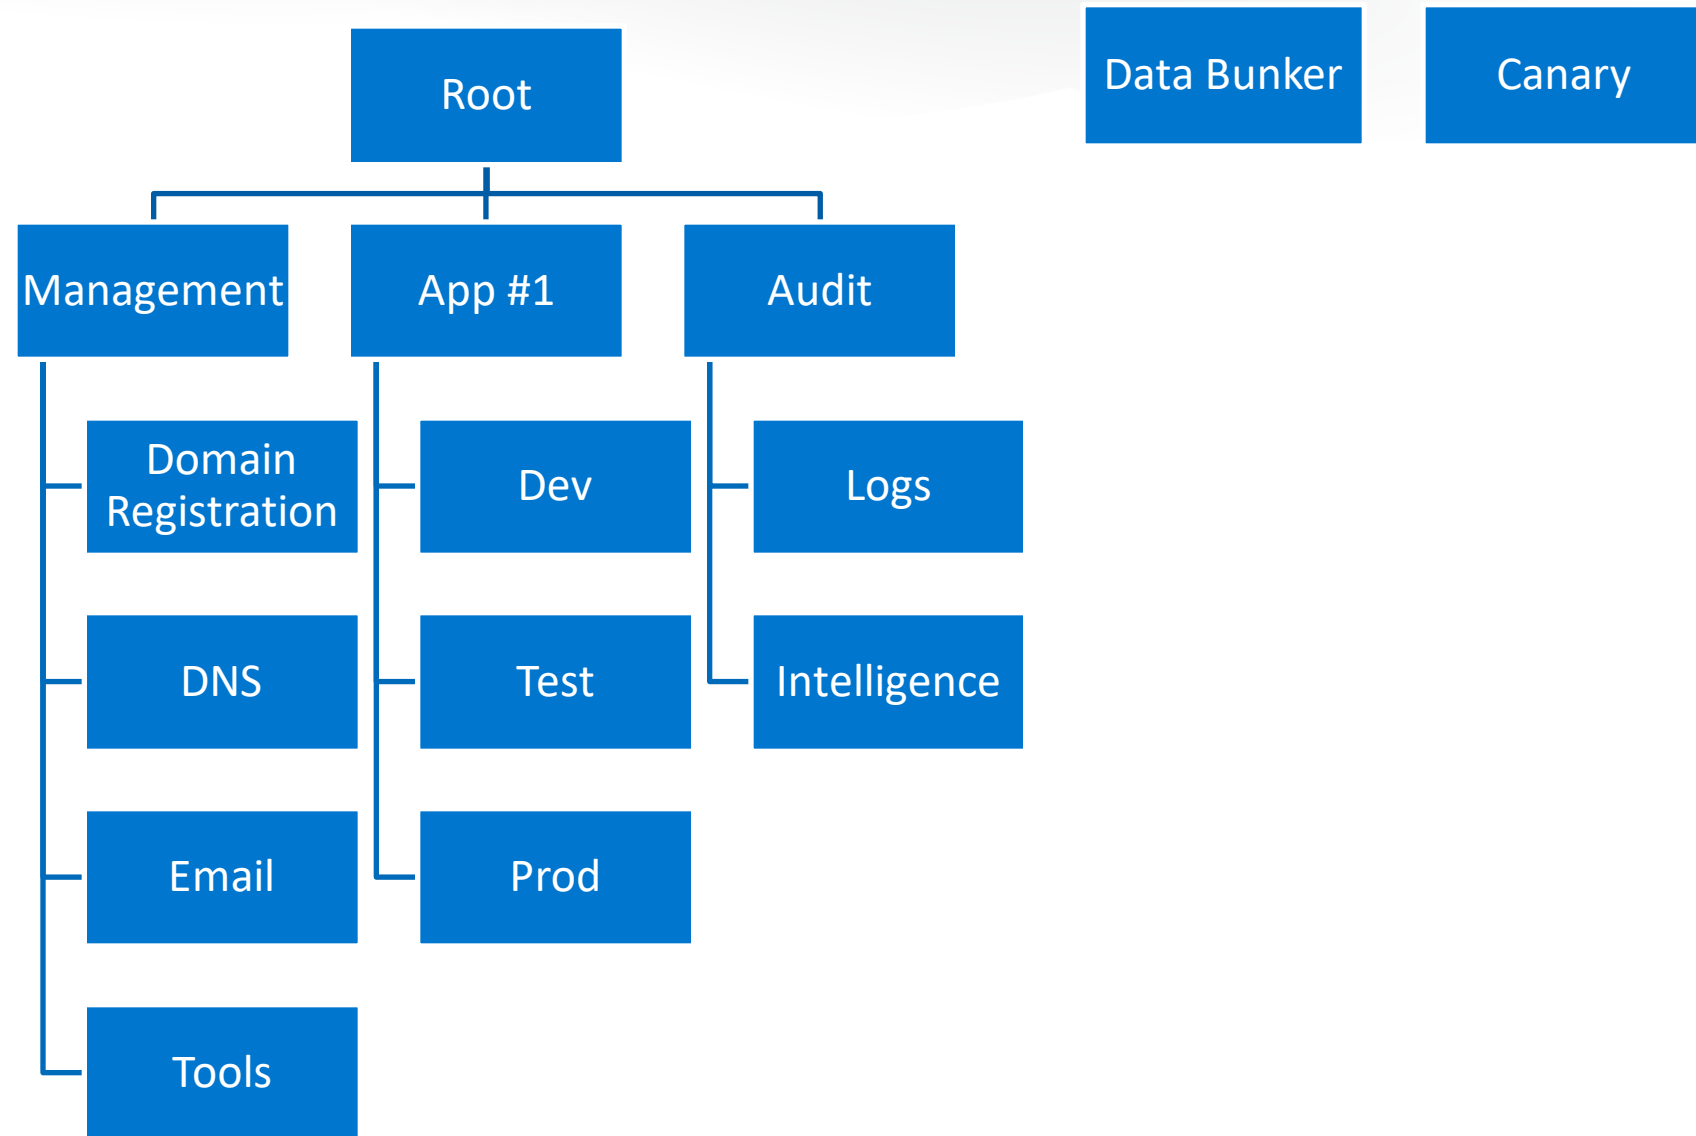 Root
Data Bunker
Canary
Management
App #1
Audit
Domain
Registration
Dev
Logs
DNS
Test
Intelligence
Email
Prod
Tools